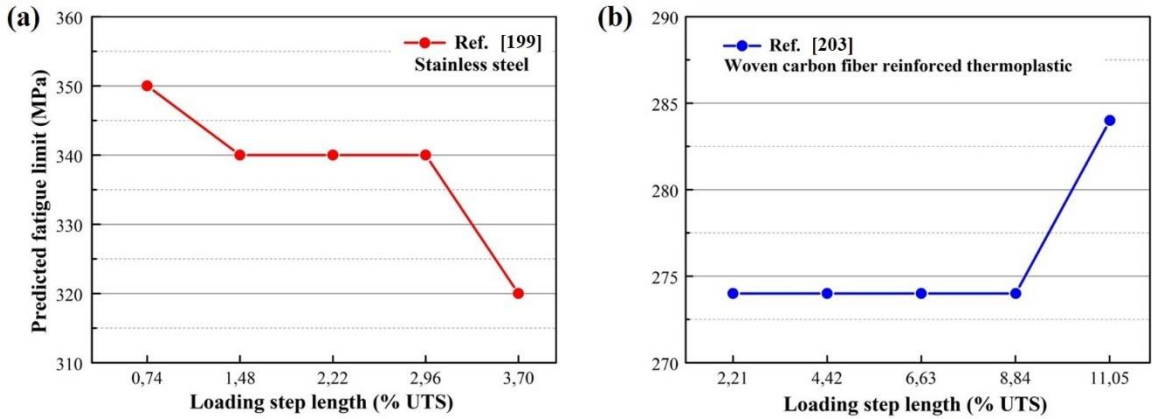 (a)
Predicted fatigue limit (MPa)
360
350
340
330
320
310
Ref. [199]
Stainless steel
0,74 1,48 2,22 2,96 3,70
Loading step length (% UTS)
(b)
290
285
280
275
270
Ref. [203]
Woven carbon fiber reinforced thermoplastic
2,21 4,42 6,63 8,84 11,05
Loading step length (% UTS)